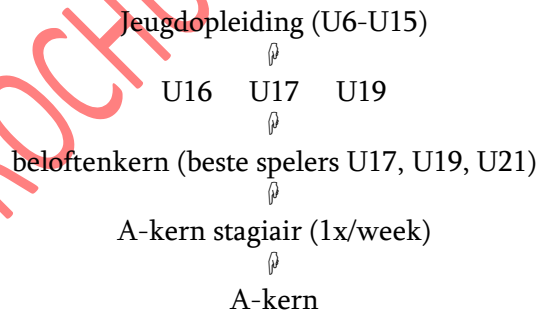 Jeugdopleiding (U6-U15)
U16 U17 U19
beloftenkern (beste spelers U17, U19, U21)
A-kern stagiair (1x/week)
A-kern